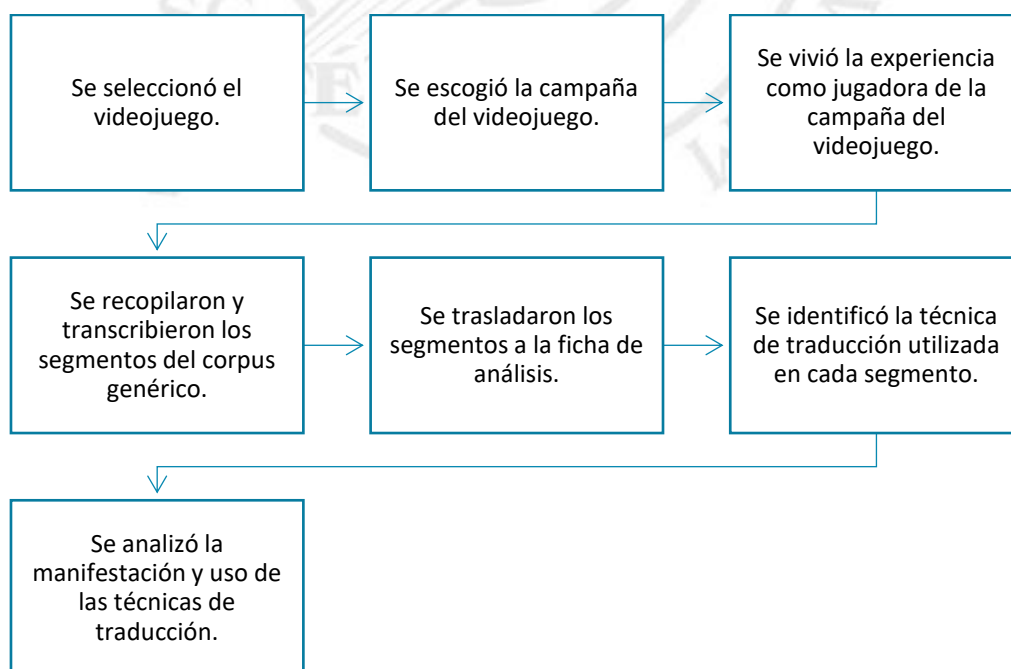 Se seleccionó el
videojuego.
Se escogió la campaña
del videojuego.
Se vivió la experiencia
como jugadora de la
campaña del
videojuego.
Se recopilaron y
transcribieron los
segmentos del corpus
genérico.
Se trasladaron los
segmentos a la ficha de
análisis.
Se identificó la técnica
de traducción utilizada
en cada segmento.
Se analizó la
manifestación y uso de
las técnicas de
traducción.